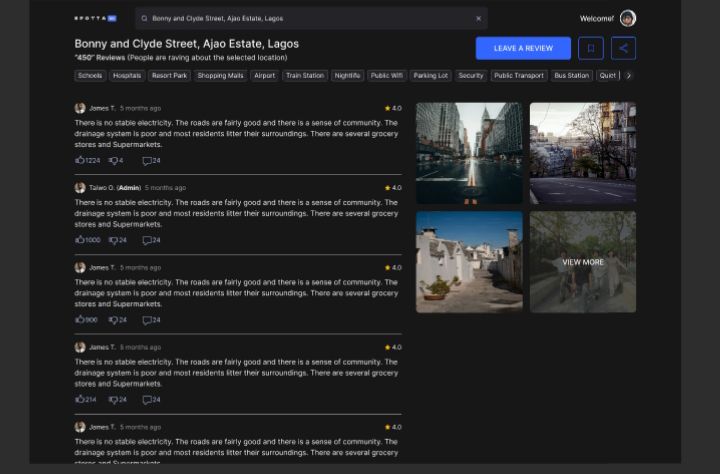 SPOTTA NG
Bonny and Clyde Street, Ajao Estate, Lagos
Welcome!
Bonny and Clyde Street, Ajao Estate, Lagos
"450" Reviews (People are raving about the selected location)
LEAVE A REVIEW
Schools Hospitals Resort Park Shopping Malls Airport Train Station Nightlife Public Wifi Parking Lot Security Public Transport Bus Station Quiet
James T. 5 months ago 4.0
There is no stable electricity. The roads are fairly good and there is a sense of community. The
drainage system is poor and most residents litter their surroundings. There are several grocery
stores and Supermarkets.
1224 4 24
Taiwo O. (Admin) 5 months ago 4.0
There is no stable electricity. The roads are fairly good and there is a sense of community. The
drainage system is poor and most residents litter their surroundings. There are several grocery
stores and Supermarkets.
1000 24 24
James T. 5 months ago 4.0
There is no stable electricity. The roads are fairly good and there is a sense of community. The
drainage system is poor and most residents litter their surroundings. There are several grocery
stores and Supermarkets.
900 24 24
James T. 5 months ago 4.0
There is no stable electricity. The roads are fairly good and there is a sense of community. The
drainage system is poor and most residents litter their surroundings. There are several grocery
stores and Supermarkets.
214 24 24
James T. 5 months ago 4.0
There is no stable electricity. The roads are fairly good and there is a sense of community. The
drainage system is poor and most residents litter their surroundings. There are several grocery
stores and Supermarkets.
VIEW MORE